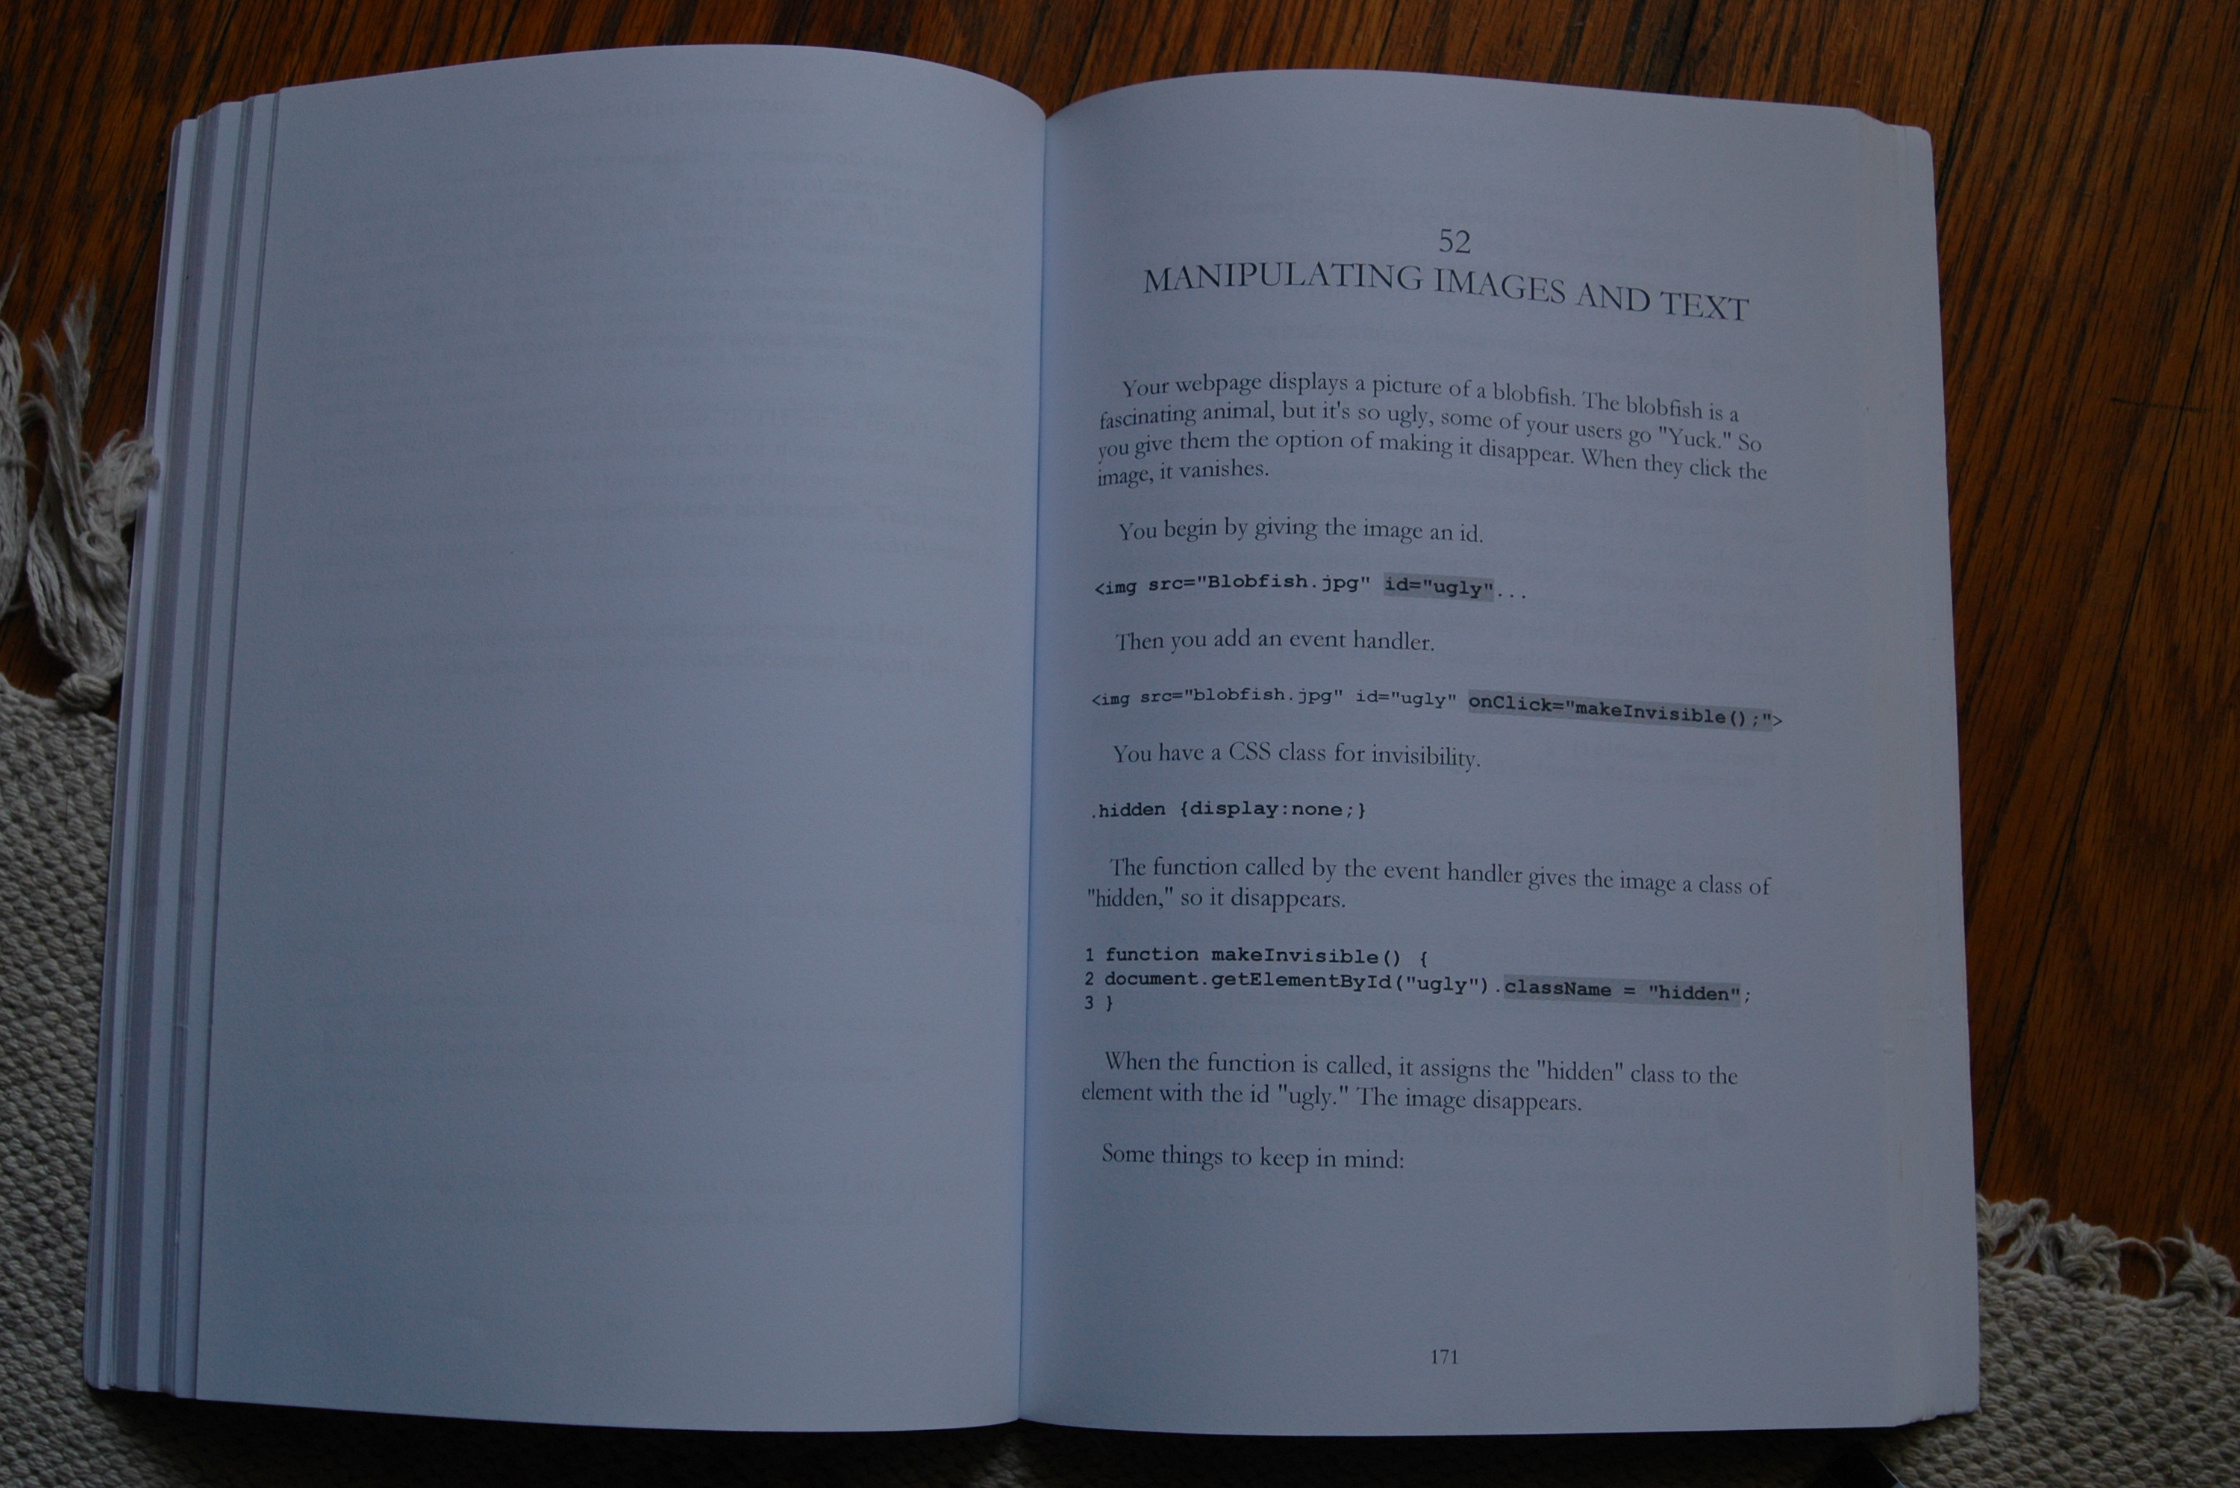 52
MANIPULATING IMAGES AND TEXT
Your webpage displays a picture of a blobfish. The blobfish is a
fascinating animal, but it's so ugly, some of your users go "Yuck." So
you give them the option of making it disappear. When they click the
image, it vanishes.
You begin by giving the image an id.
<img src="Blobfish.jpg" id="ugly"...
Then you add an event handler.
<img src="blobfish.jpg" id="ugly" onClick="makeInvisible();">
You have a CSS class for invisibility.
.hidden {display:none;}
The function called by the event handler gives the image a class of
"hidden," so it disappears.
1 function makeInvisible() {
2 document.getElementById("ugly").className = "hidden";
3 }
When the function is called, it assigns the "hidden" class to the
element with the id "ugly." The image disappears.
Some things to keep in mind:
171